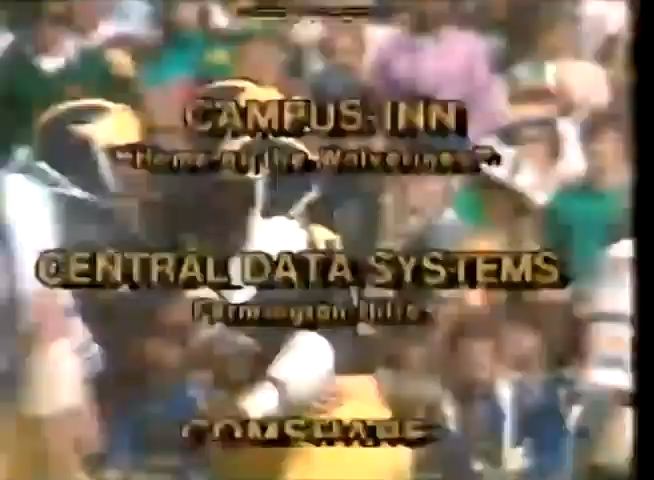 CAMPUS INN
"Home of the Wolverines"
CENTRAL DATA SYSTEMS
Farmington Hills
COMSHARE